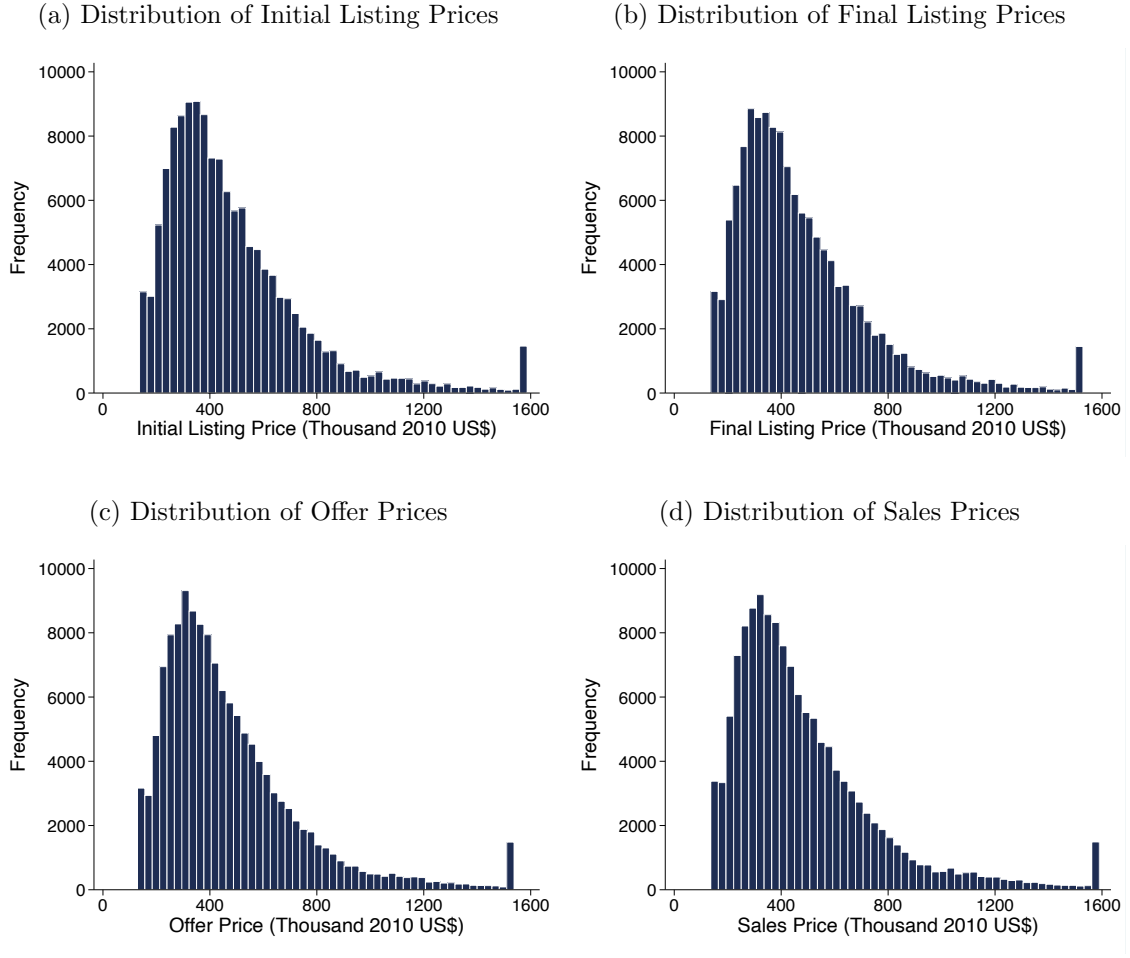 (a) Distribution of Initial Listing Prices
10000
8000
6000
4000
2000
0
Frequency
0 400 800 1200 1600
Initial Listing Price (Thousand 2010 US$)
(b) Distribution of Final Listing Prices
10000
8000
6000
4000
2000
0
Frequency
0 400 800 1200 1600
Final Listing Price (Thousand 2010 US$)
(c) Distribution of Offer Prices
10000
8000
6000
4000
2000
0
Frequency
0 400 800 1200 1600
Offer Price (Thousand 2010 US$)
(d) Distribution of Sales Prices
10000
8000
6000
4000
2000
0
Frequency
0 400 800 1200 1600
Sales Price (Thousand 2010 US$)